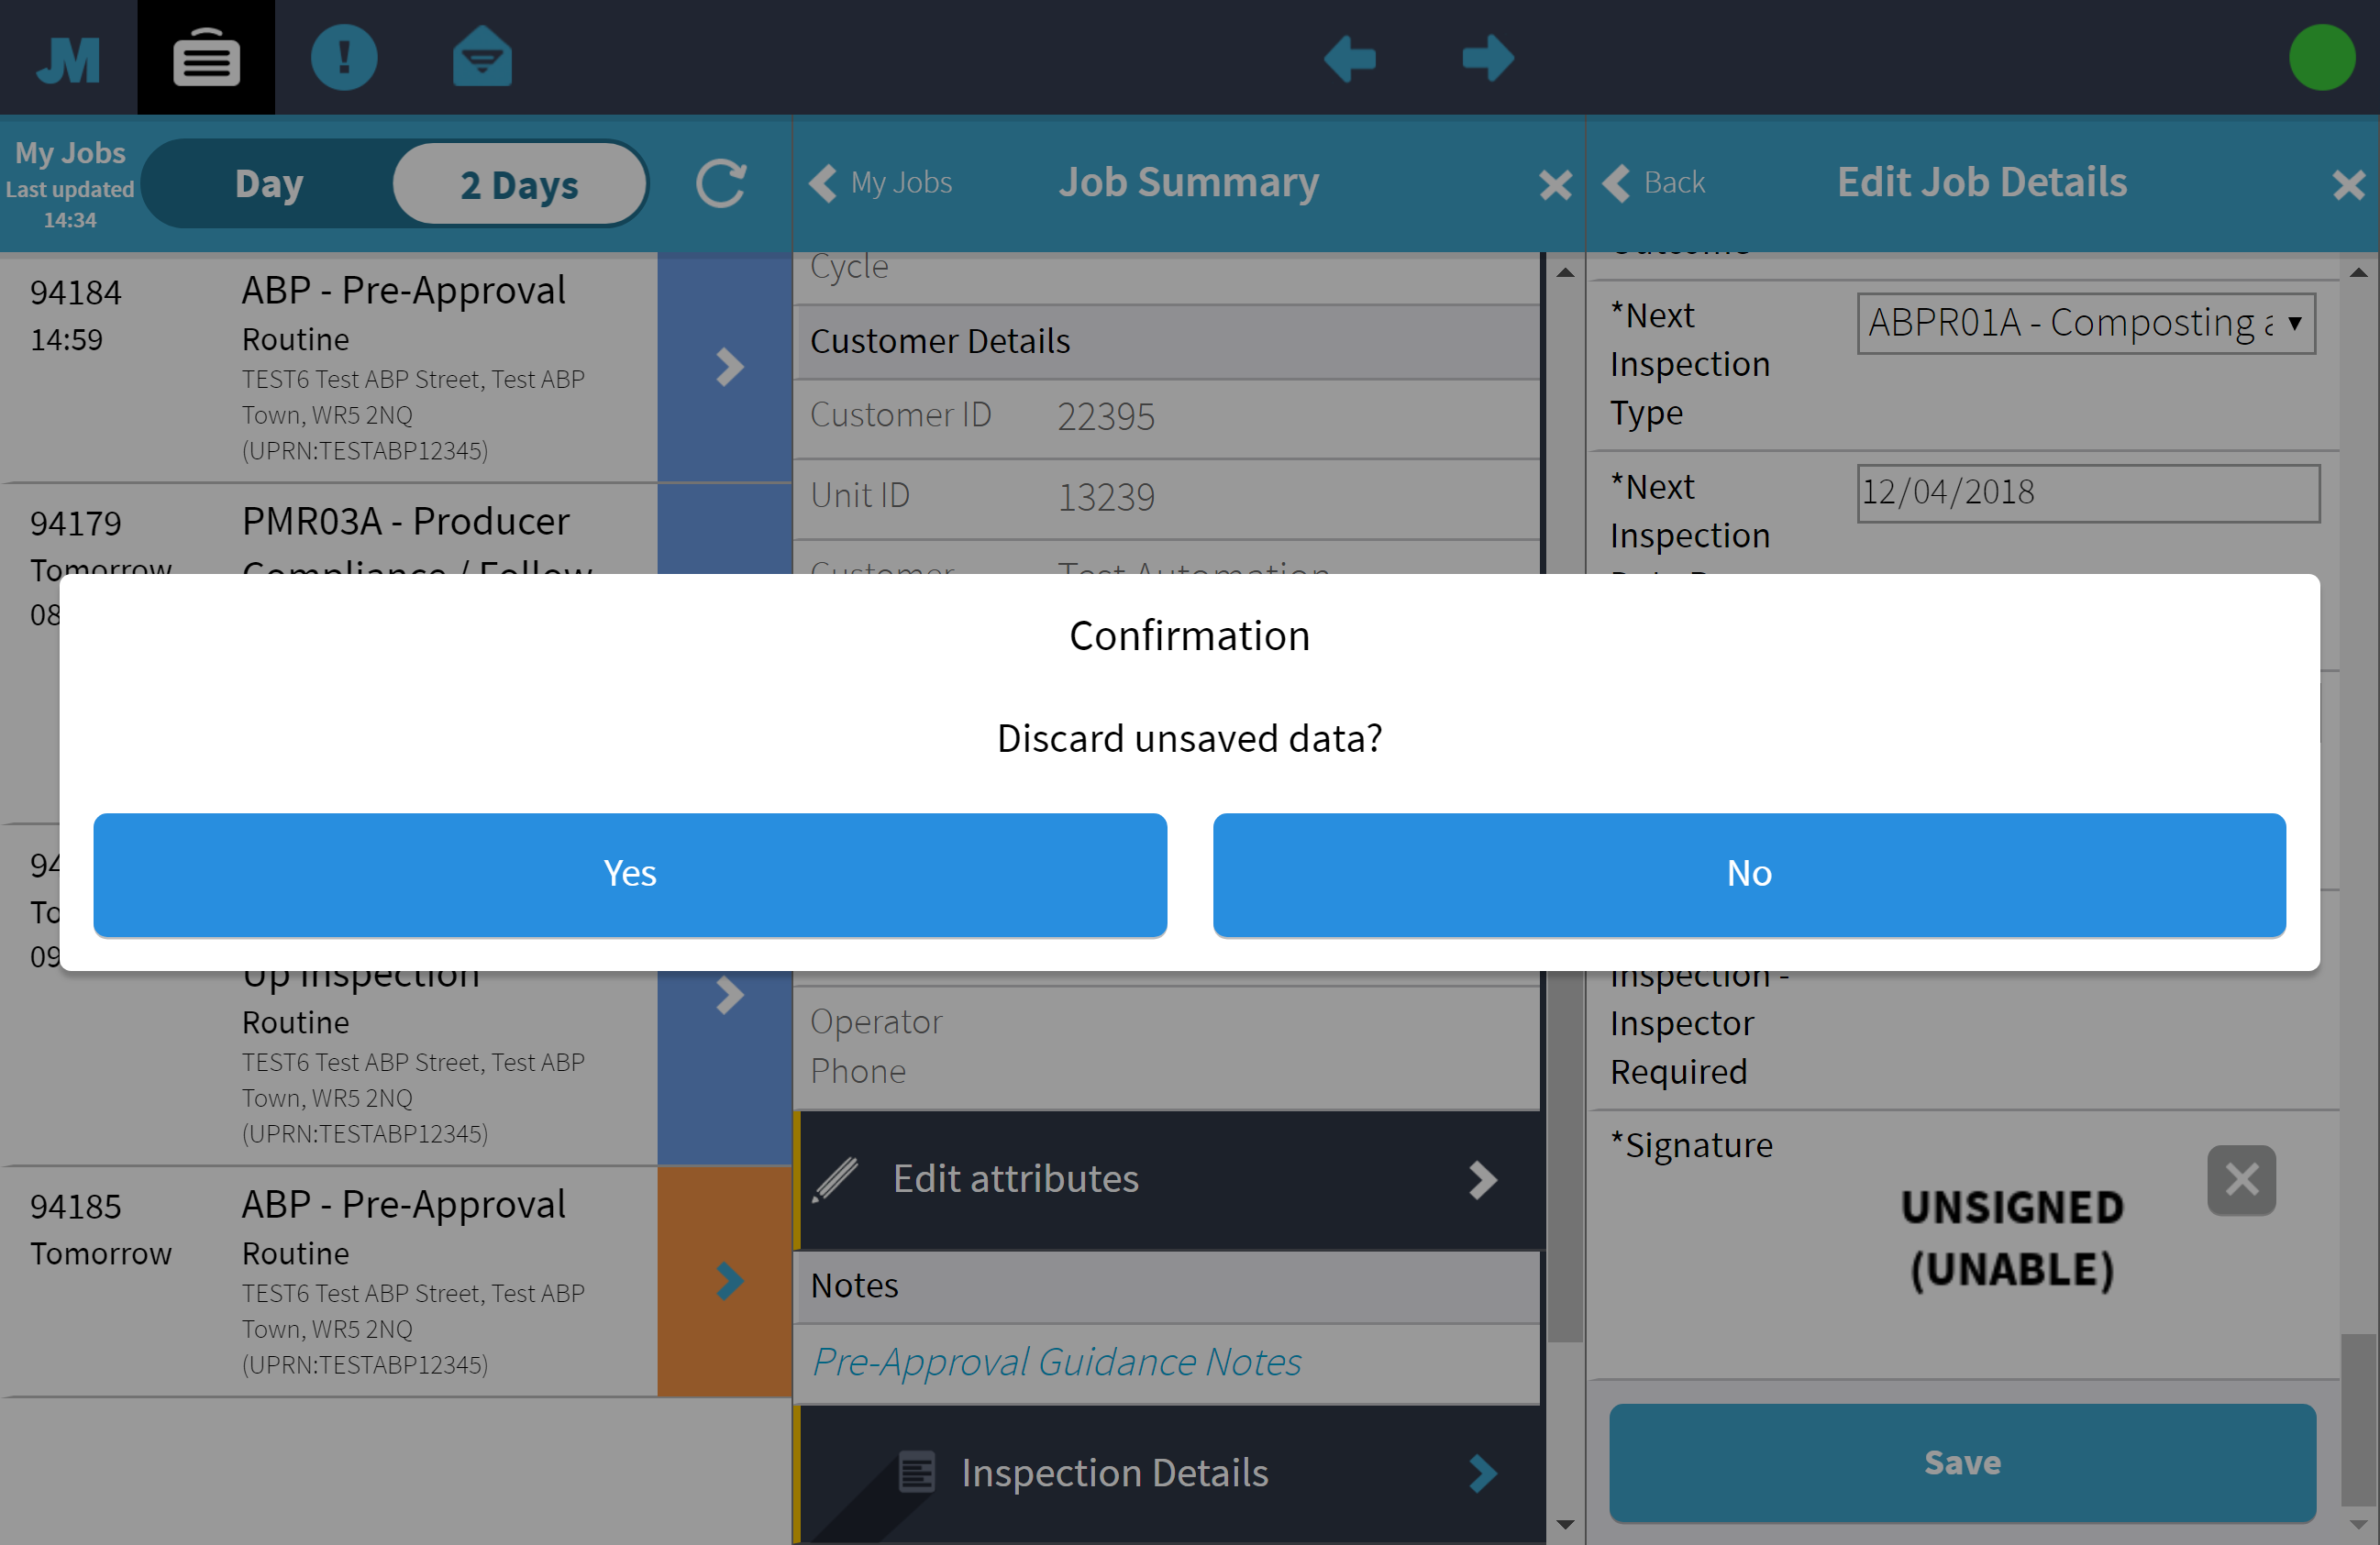 JM
My Jobs
Last updated
14:34
Day
2 Days
My Jobs
Job Summary
Back
Edit Job Details
94184
14:59
ABP - Pre-Approval
Routine
TEST6 Test ABP Street, Test ABP
Town, WR5 2NQ
(UPRN:TESTABP12345)
94179
Tomorrow
08
PMR03A - Producer
Compliance / Follow
94
To
09
Up Inspection
Routine
TEST6 Test ABP Street, Test ABP
Town, WR5 2NQ
(UPRN:TESTABP12345)
94185
Tomorrow
ABP - Pre-Approval
Routine
TEST6 Test ABP Street, Test ABP
Town, WR5 2NQ
(UPRN:TESTABP12345)
Cycle
Customer Details
Customer ID 22395
Unit ID 13239
Customer Test Automation
Operator
Phone
Edit attributes
Notes
Pre-Approval Guidance Notes
Inspection Details
Outcome
*Next
Inspection
Type
ABPR01A - Composting
*Next
Inspection
12/04/2018
Confirmation
Discard unsaved data?
Yes
No
Inspection -
Inspector
Required
*Signature
UNSIGNED
(UNABLE)
Save